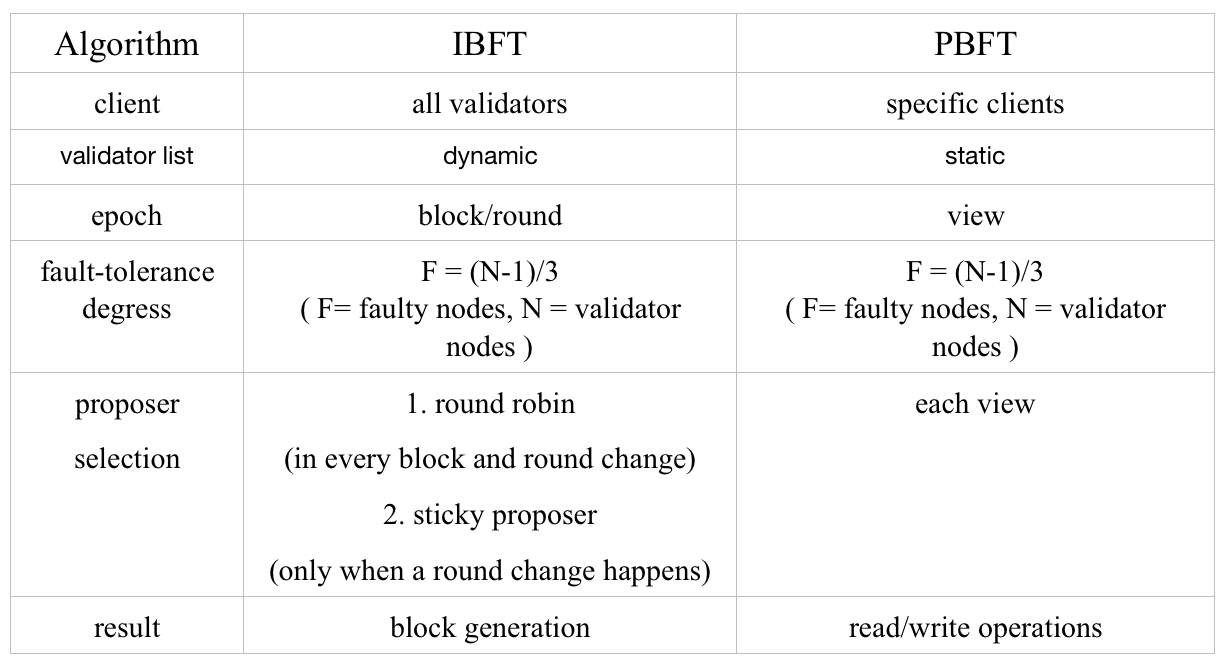 Algorithm IBFT PBFT
client all validators specific clients
validator list dynamic static
epoch block/round view
fault-tolerance F = (N-1)/3 F = (N-1)/3
degress ( F= faulty nodes, N = validator ( F= faulty nodes, N = validator
nodes ) nodes )
proposer 1. round robin each view
selection (in every block and round change)
2. sticky proposer
(only when a round change happens)
result block generation read/write operations